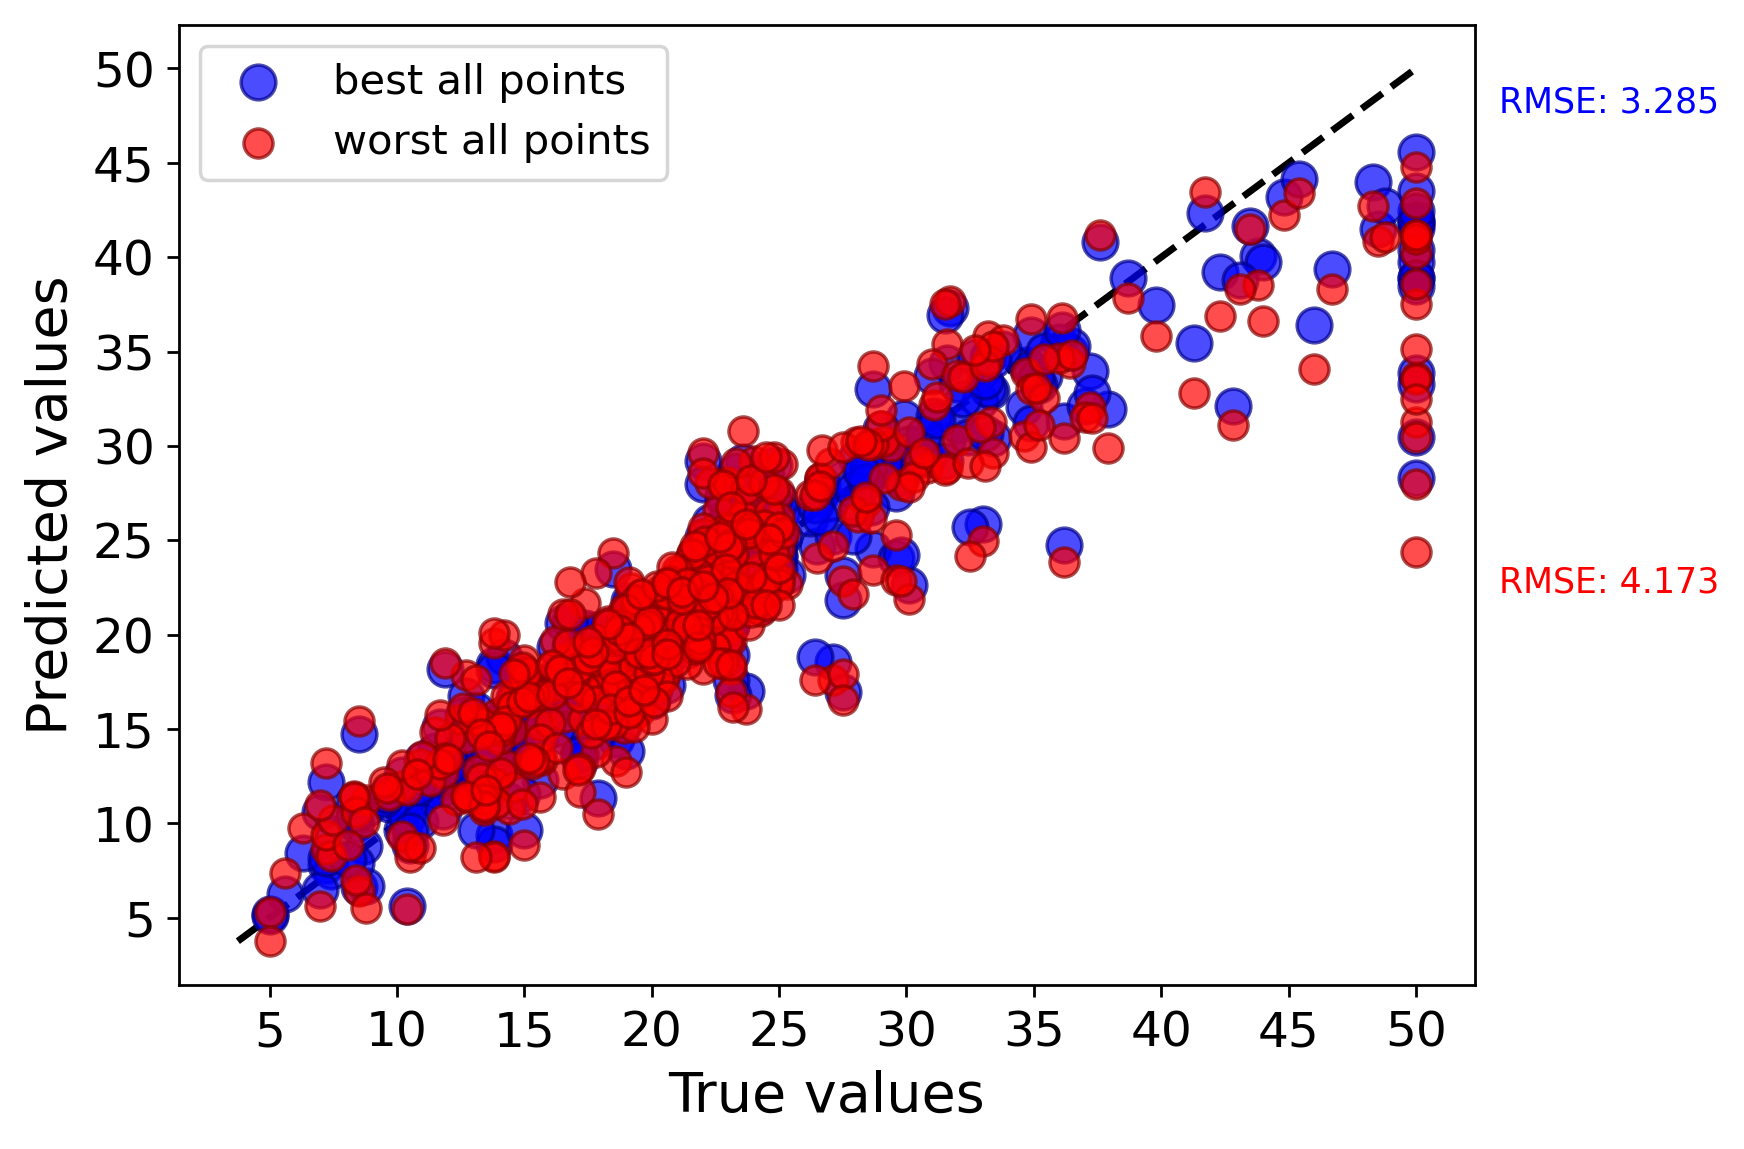 best all points
worst all points
RMSE: 3.285
RMSE: 4.173
Predicted values
50
45
40
35
30
25
20
15
10
5
5 10 15 20 25 30 35 40 45 50
True values